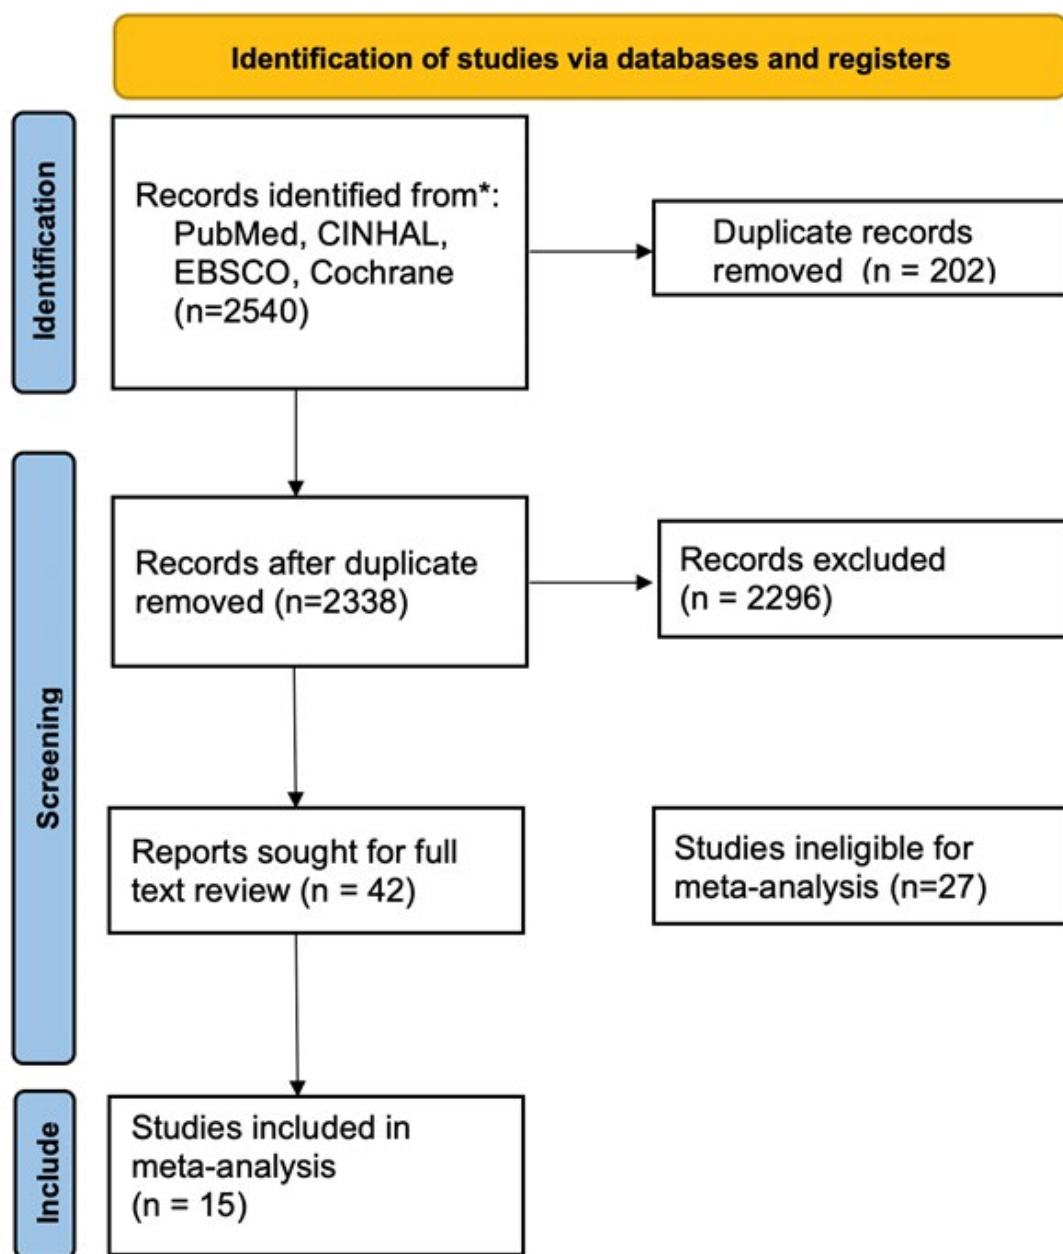 Identification of studies via databases and registers
Identification
Records identified from*:
PubMed, CINHAL,
EBSCO, Cochrane
(n=2540)
Duplicate records
removed (n = 202)
Screening
Records after duplicate
removed (n=2338)
Records excluded
(n = 2296)
Reports sought for full
text review (n = 42)
Studies ineligible for
meta-analysis (n=27)
Include
Studies included in
meta-analysis
(n = 15)